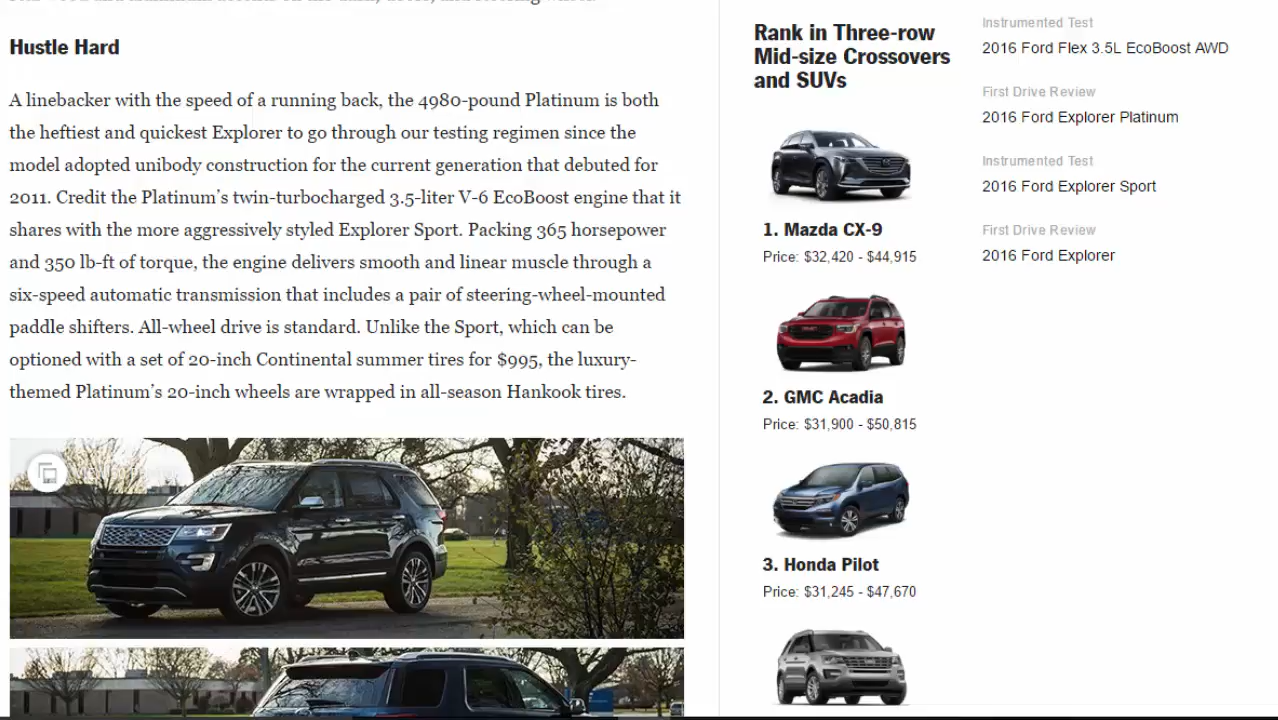 Hustle Hard
A linebacker with the speed of a running back, the 4980-pound Platinum is both
the heftiest and quickest Explorer to go through our testing regimen since the
model adopted unibody construction for the current generation that debuted for
2011. Credit the Platinum’s twin-turbocharged 3.5-liter V-6 EcoBoost engine that it
shares with the more aggressively styled Explorer Sport. Packing 365 horsepower
and 350 lb-ft of torque, the engine delivers smooth and linear muscle through a
six-speed automatic transmission that includes a pair of steering-wheel-mounted
paddle shifters. All-wheel drive is standard. Unlike the Sport, which can be
optioned with a set of 20-inch Continental summer tires for $995, the luxury-
themed Platinum’s 20-inch wheels are wrapped in all-season Hankook tires.
Rank in Three-row
Mid-size Crossovers
and SUVs
1. Mazda CX-9
Price: $32,420 - $44,915
2. GMC Acadia
Price: $31,900 - $50,815
3. Honda Pilot
Price: $31,245 - $47,670
Instrumented Test
2016 Ford Flex 3.5L EcoBoost AWD
First Drive Review
2016 Ford Explorer Platinum
Instrumented Test
2016 Ford Explorer Sport
First Drive Review
2016 Ford Explorer